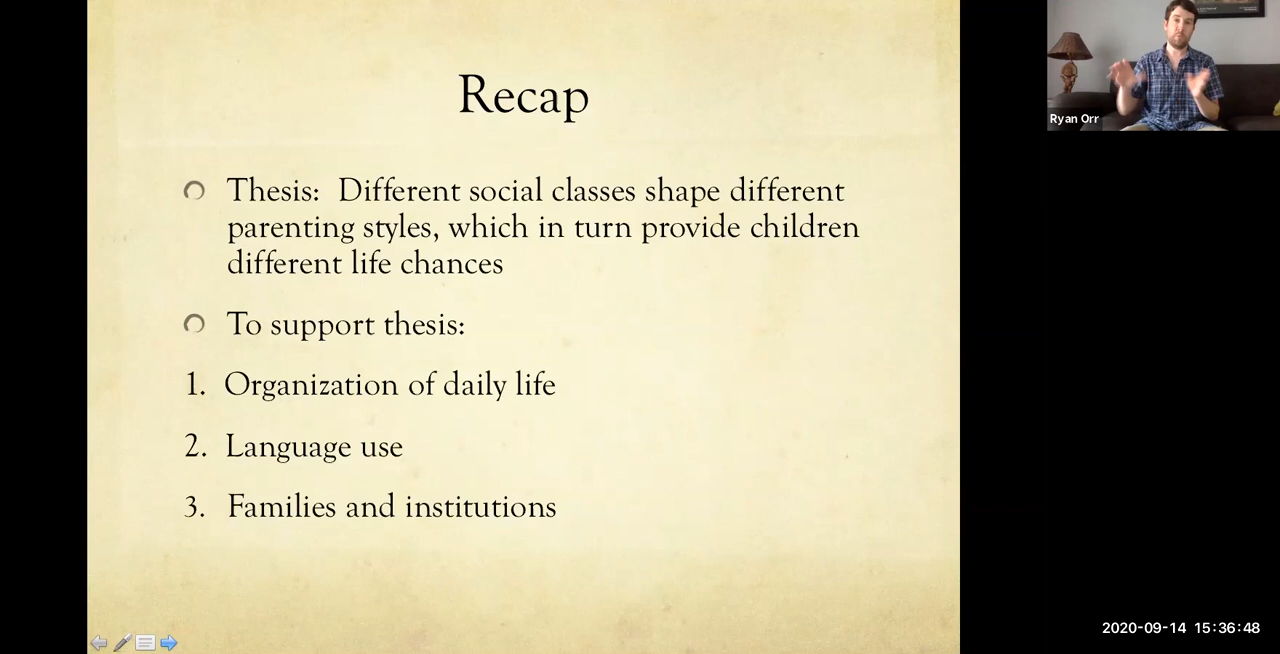 Recap
Thesis: Different social classes shape different
parenting styles, which in turn provide children
different life chances
To support thesis:
1. Organization of daily life
2. Language use
3. Families and institutions
Ryan Orr
2020-09-14 15:36:48